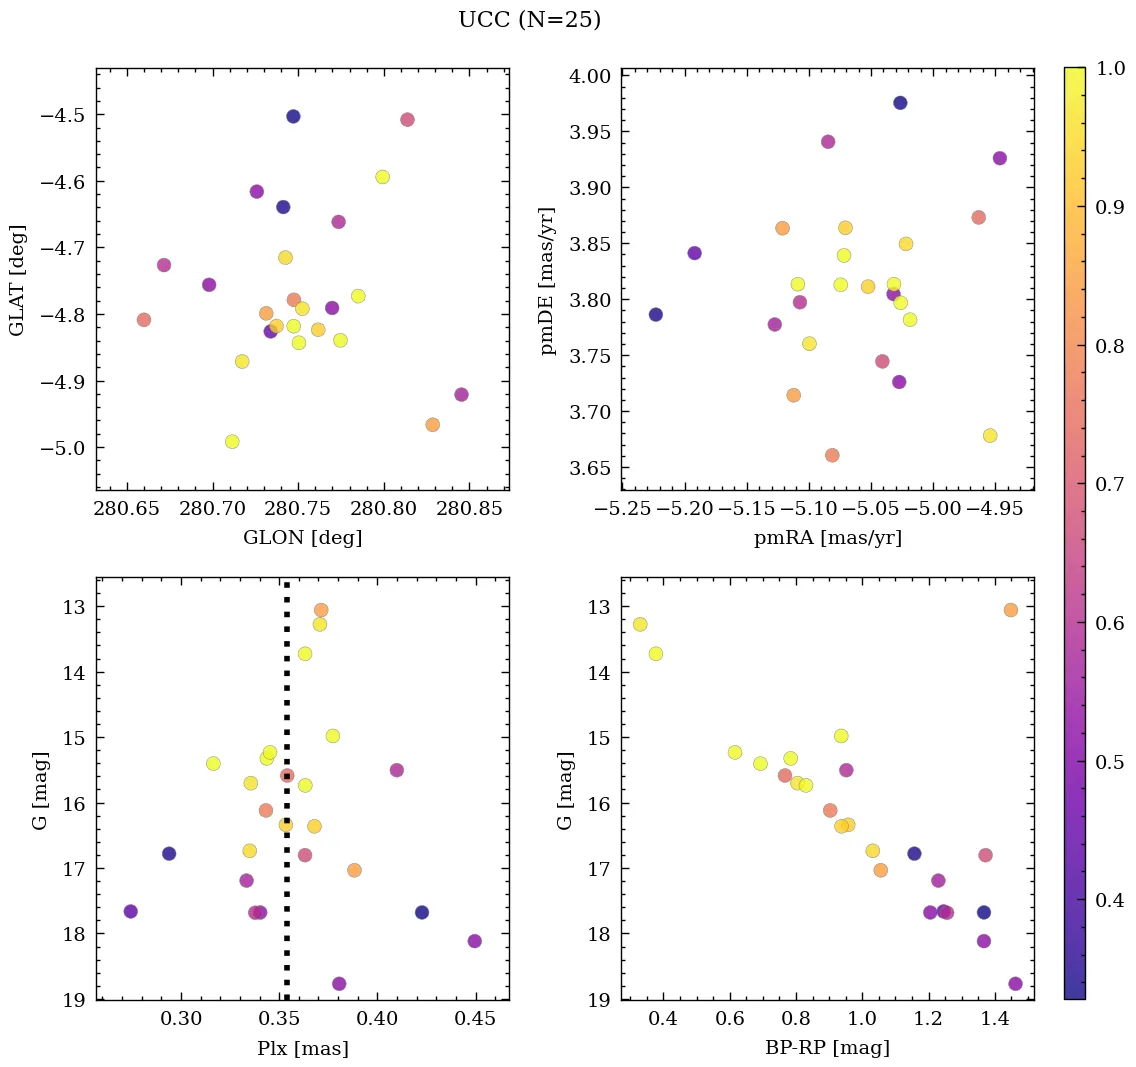 UCC (N=25)
−4.5
−4.6
−4.7
−4.8
−4.9
−5.0
GLAT [deg]
280.65 280.70 280.75 280.80 280.85
GLON [deg]
4.00
3.95
3.90
3.85
3.80
3.75
3.70
3.65
pmDE [mas/yr]
−5.25 −5.20 −5.15 −5.10 −5.05 −5.00 −4.95
pmRA [mas/yr]
13
14
15
16
17
18
19
G [mag]
0.30 0.35 0.40 0.45
Plx [mas]
13
14
15
16
17
18
19
G [mag]
0.4 0.6 0.8 1.0 1.2 1.4
BP-RP [mag]
1.0
0.9
0.8
0.7
0.6
0.5
0.4